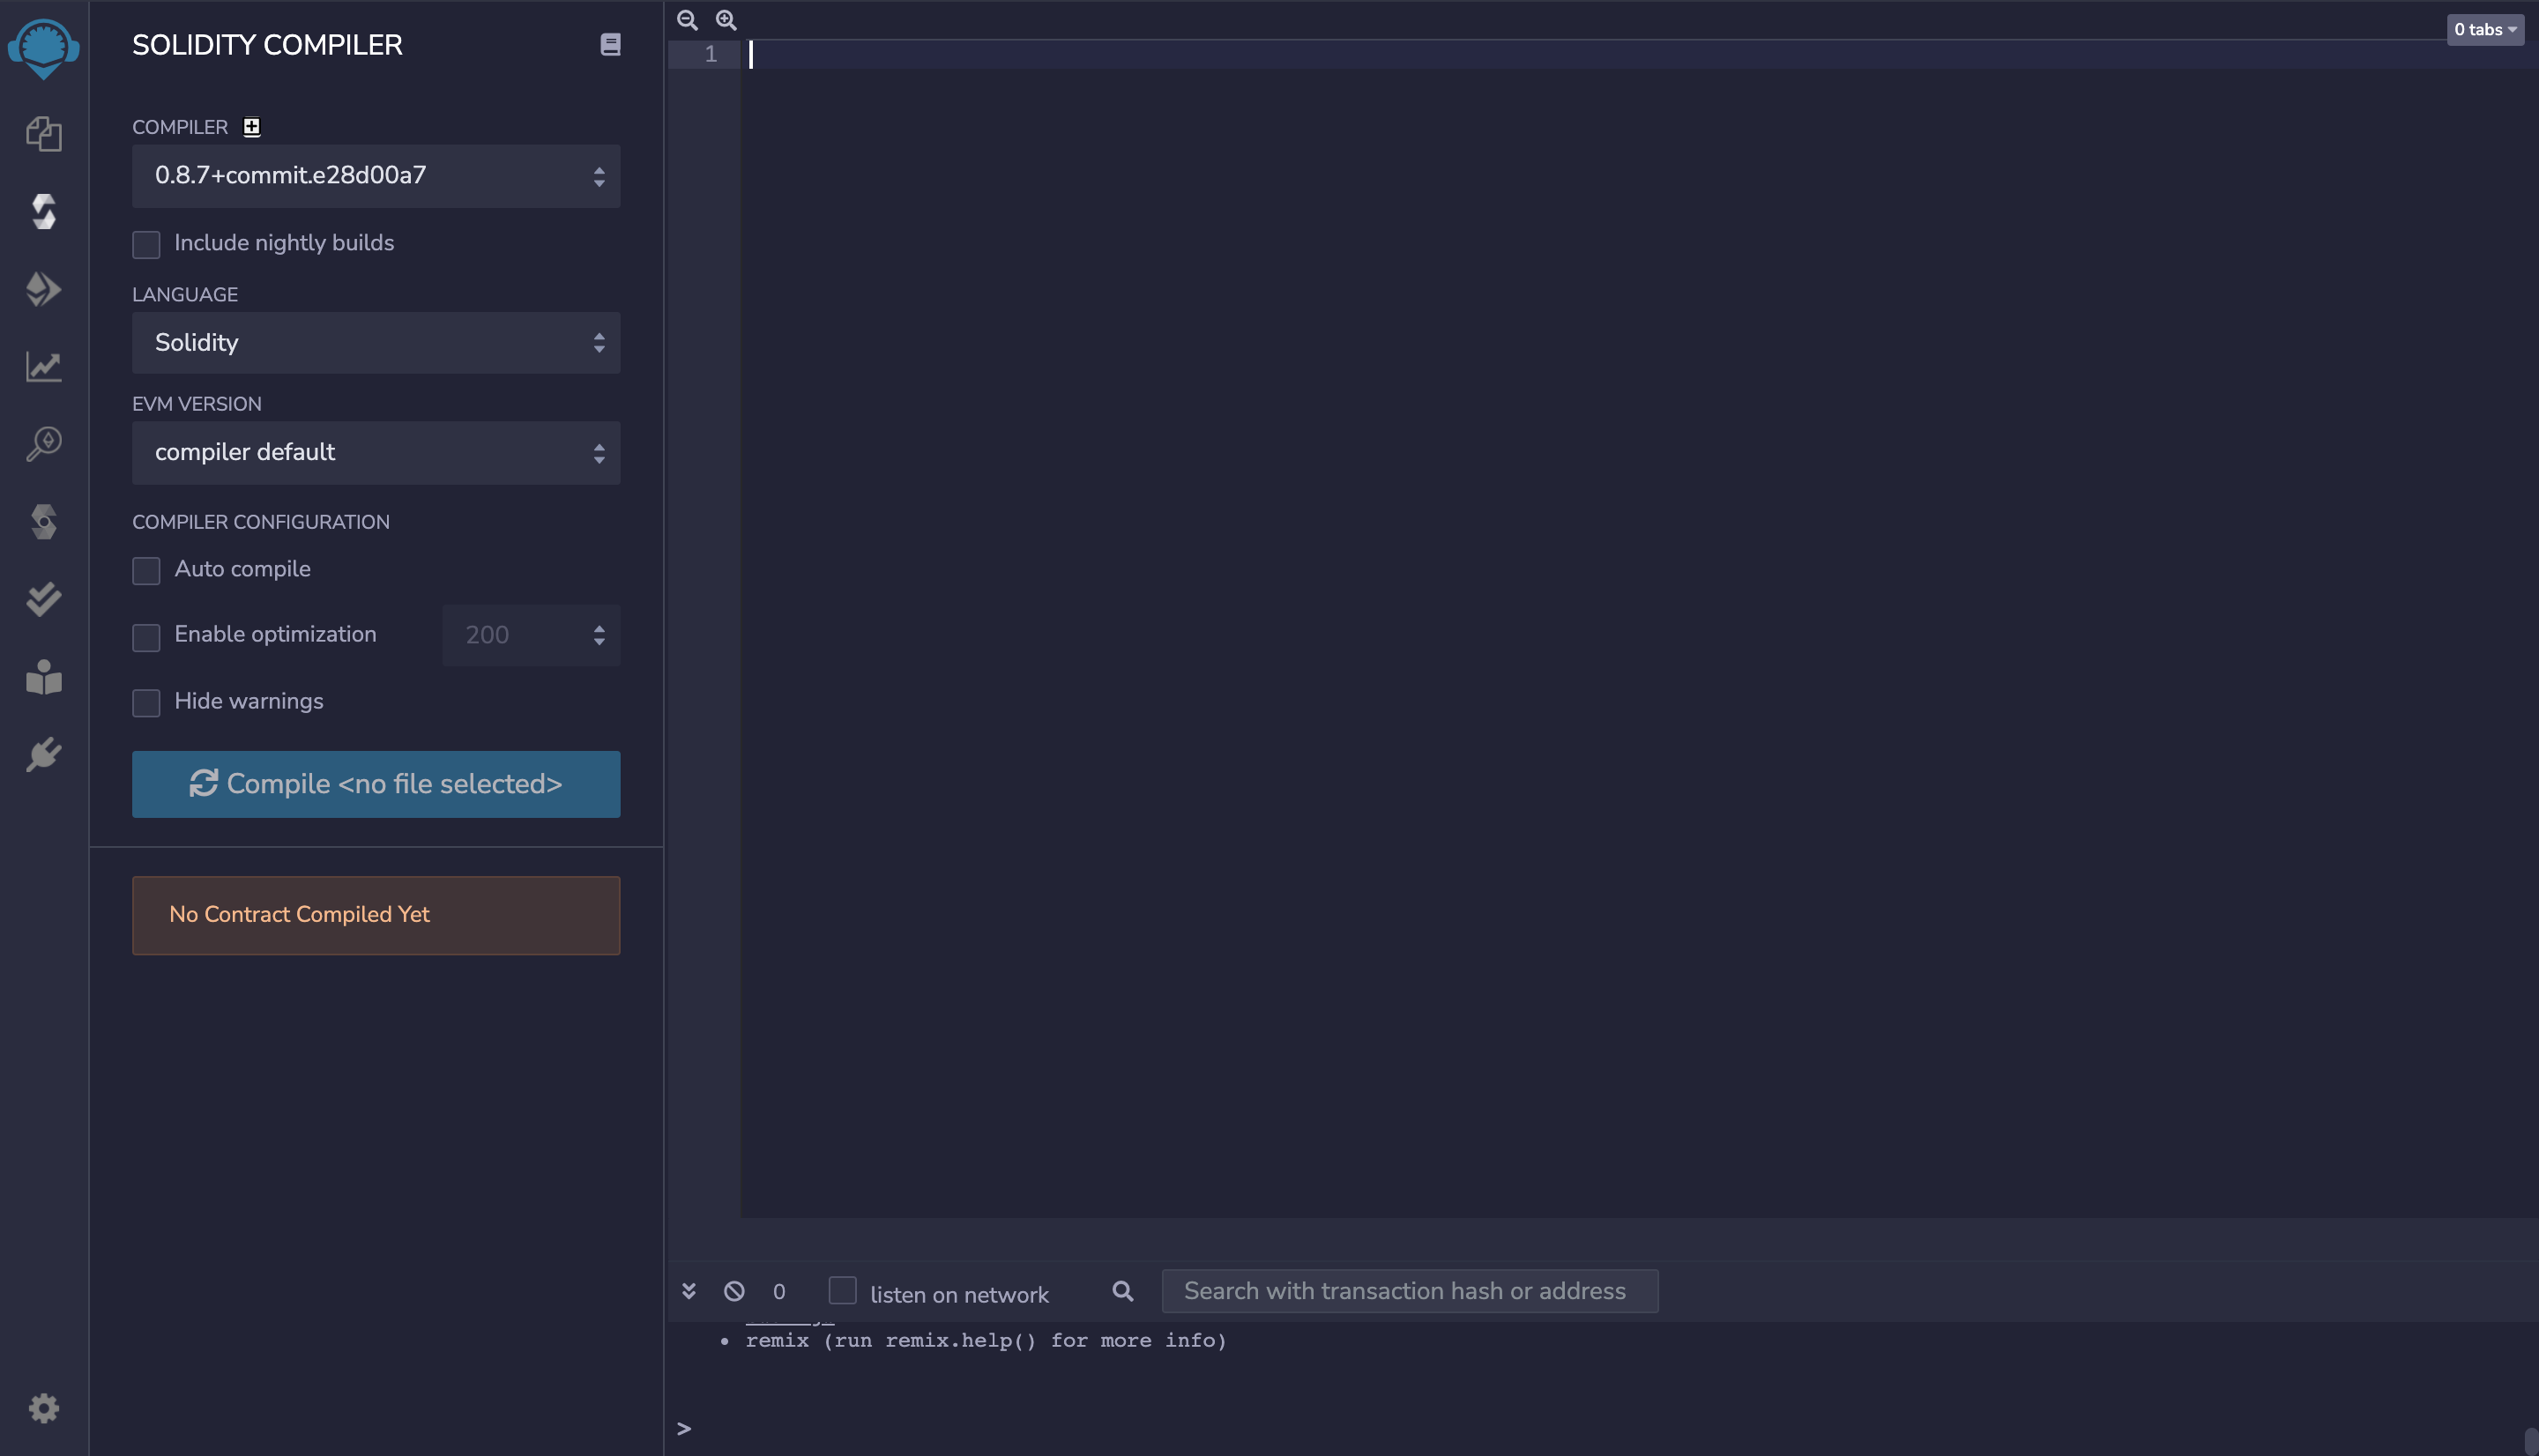 SOLIDITY COMPILER
COMPILER
0.8.7+commit.e28d00a7
Include nightly builds
LANGUAGE
Solidity
EVM VERSION
compiler default
COMPILER CONFIGURATION
Auto compile
Enable optimization
200
Hide warnings
Compile <no file selected>
No Contract Compiled Yet
0 tabs
1
0
listen on network
Search with transaction hash or address
• remix (run remix.help() for more info)
>